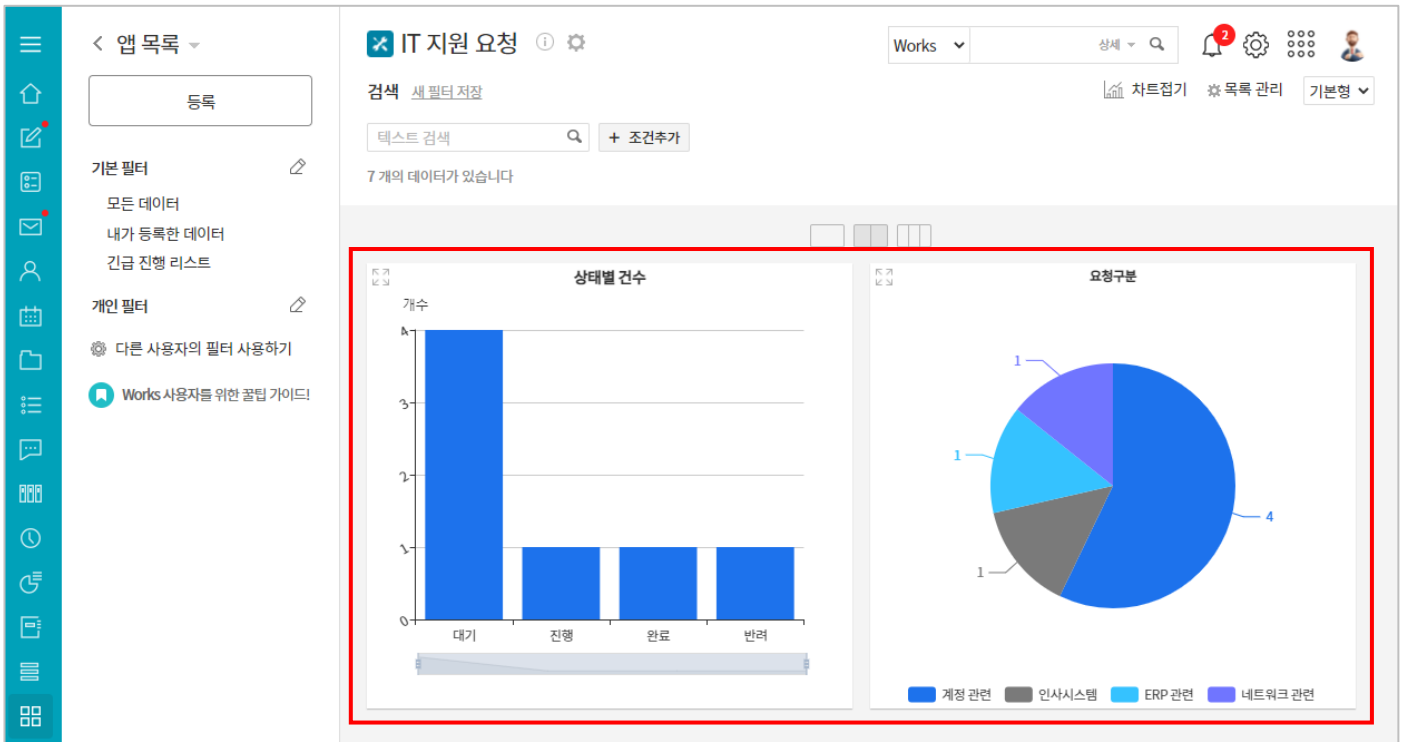 앱 목록
등록
기본 필터
모든 데이터
내가 등록한 데이터
긴급 진행 리스트
개인 필터
다른 사용자의 필터 사용하기
Works 사용자를 위한 꿀팁 가이드!
IT 지원 요청
Works
상세
2
검색 새 필터 저장
차트접기 목록 관리 기본형
텍스트 검색 + 조건추가
7 개의 데이터가 있습니다
상태별 건수
개수
4
3
2
1
0
대기 진행 완료 반려
요청구분
1
1
4
1
계정 관련 인사시스템 ERP 관련 네트워크 관련